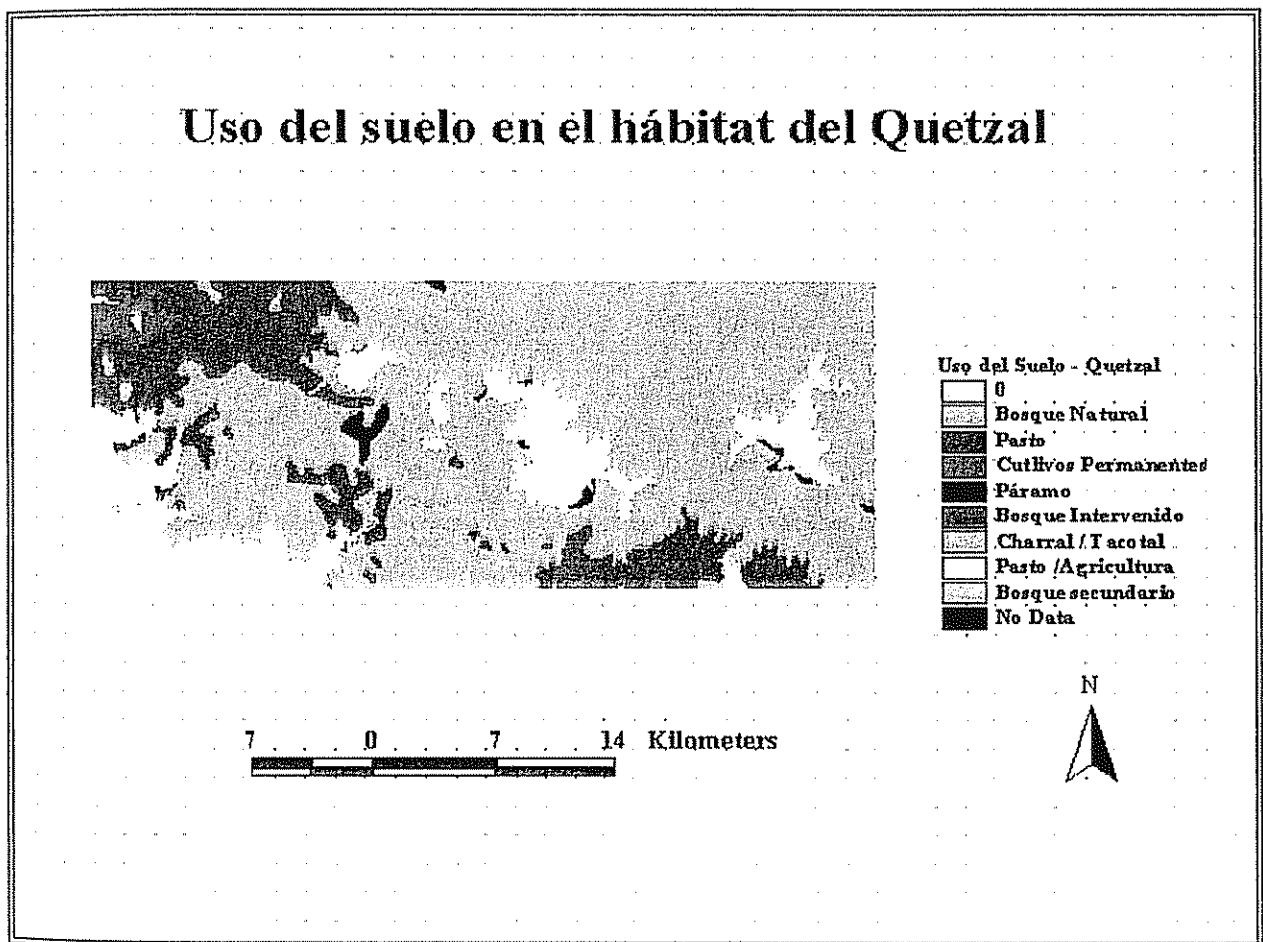 Uso del suelo en el hábitat del Quetzal
Uso del Suelo - Quetzal
0
Bosque Natural
Pasto
Cutlivos Permanentes
Páramo
Bosque Intervenido
Charral / Tacotal
Pasto /Agricultura
Bosque secundario
No Data
N
7 0 7 14 Kilometers